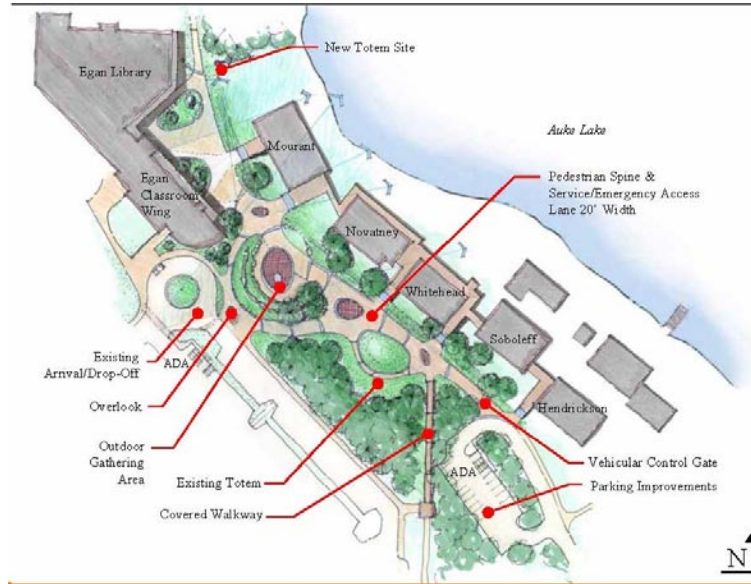 New Totem Site
Egan Library
Auke Lake
Mourant
Pedestrian Spine &
Service/Emergency Access
Lane 20' Width
Egan
Classroom
Wing
Novatney
Whitehead
Soboleff
Existing
Arrival/Drop-Off
ADA
Overlook
Hendrickson
Outdoor
Gathering
Area
Existing Totem
Covered Walkway
ADA
Vehicular Control Gate
Parking Improvements
N